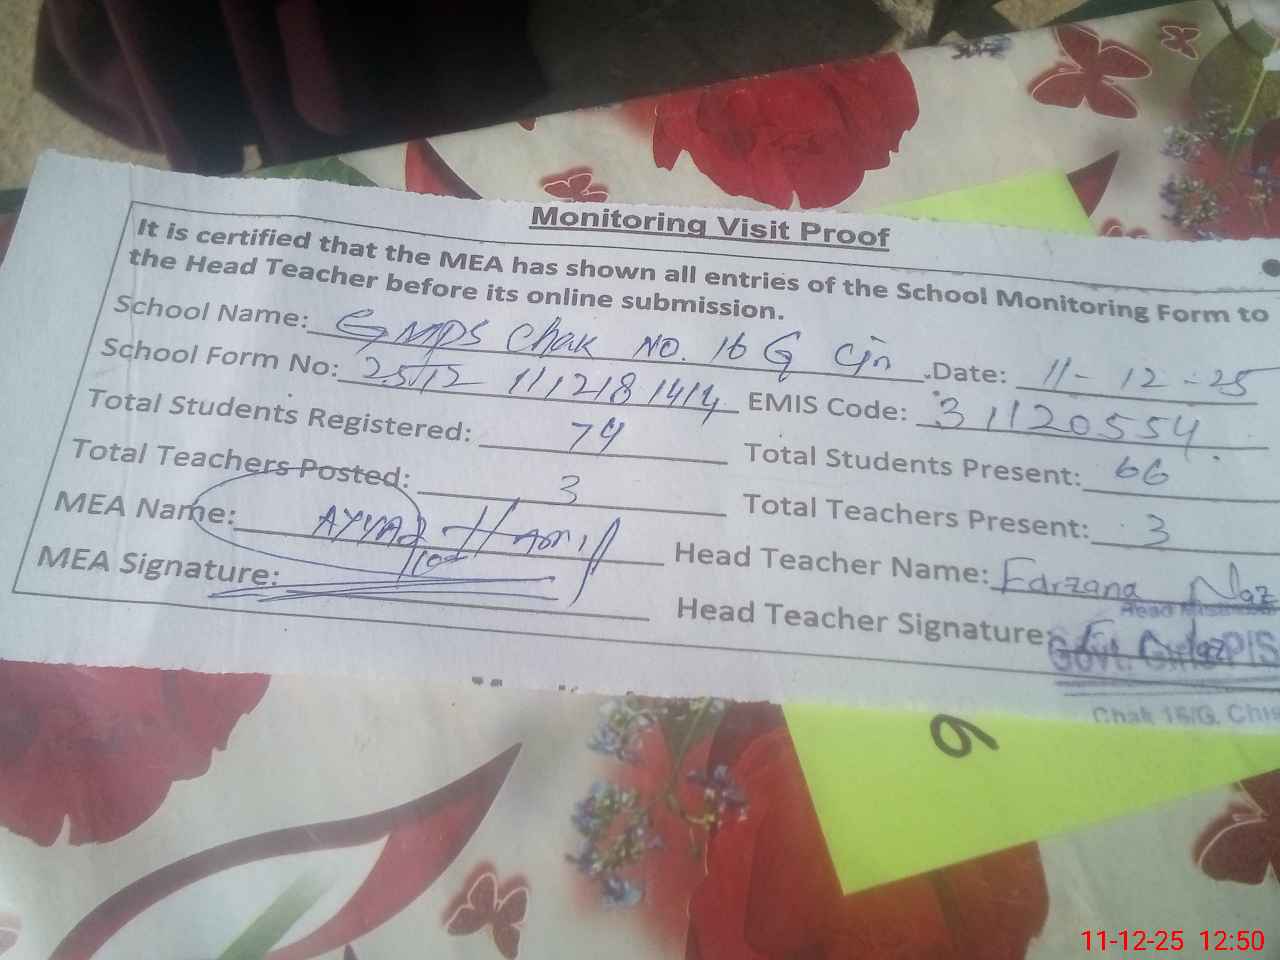 Monitoring Visit Proof
It is certified that the MEA has shown all entries of the School Monitoring Form to
the Head Teacher before its online submission.
School Name: GMPS Chak NO. 16 G Cjn .Date: 11-12-25
School Form No: 2512 111218 1414 EMIS Code: 31120554
Total Students Registered: 79 Total Students Present: 66
Total Teachers Posted: 3 Total Teachers Present: 3
MEA Name: Head Teacher Name: Farzana Naz
MEA Signature: Head Teacher Signature:
Govt.
Chak 16/G, Chis
9
11-12-25 12:50